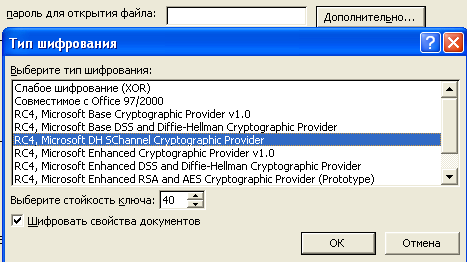 пароль для открытия файла:
Дополнительно...
Тип шифрования
Выберите тип шифрования:
Слабое шифрование (XOR)
Совместимое с Office 97/2000
RC4, Microsoft Base Cryptographic Provider v1.0
RC4, Microsoft Base DSS and Diffie-Hellman Cryptographic Provider
RC4, Microsoft DH SChannel Cryptographic Provider
RC4, Microsoft Enhanced Cryptographic Provider v1.0
RC4, Microsoft Enhanced DSS and Diffie-Hellman Cryptographic Provider
RC4, Microsoft Enhanced RSA and AES Cryptographic Provider (Prototype)
Выберите стойкость ключа: 40
Шифровать свойства документов
ОК Отмена